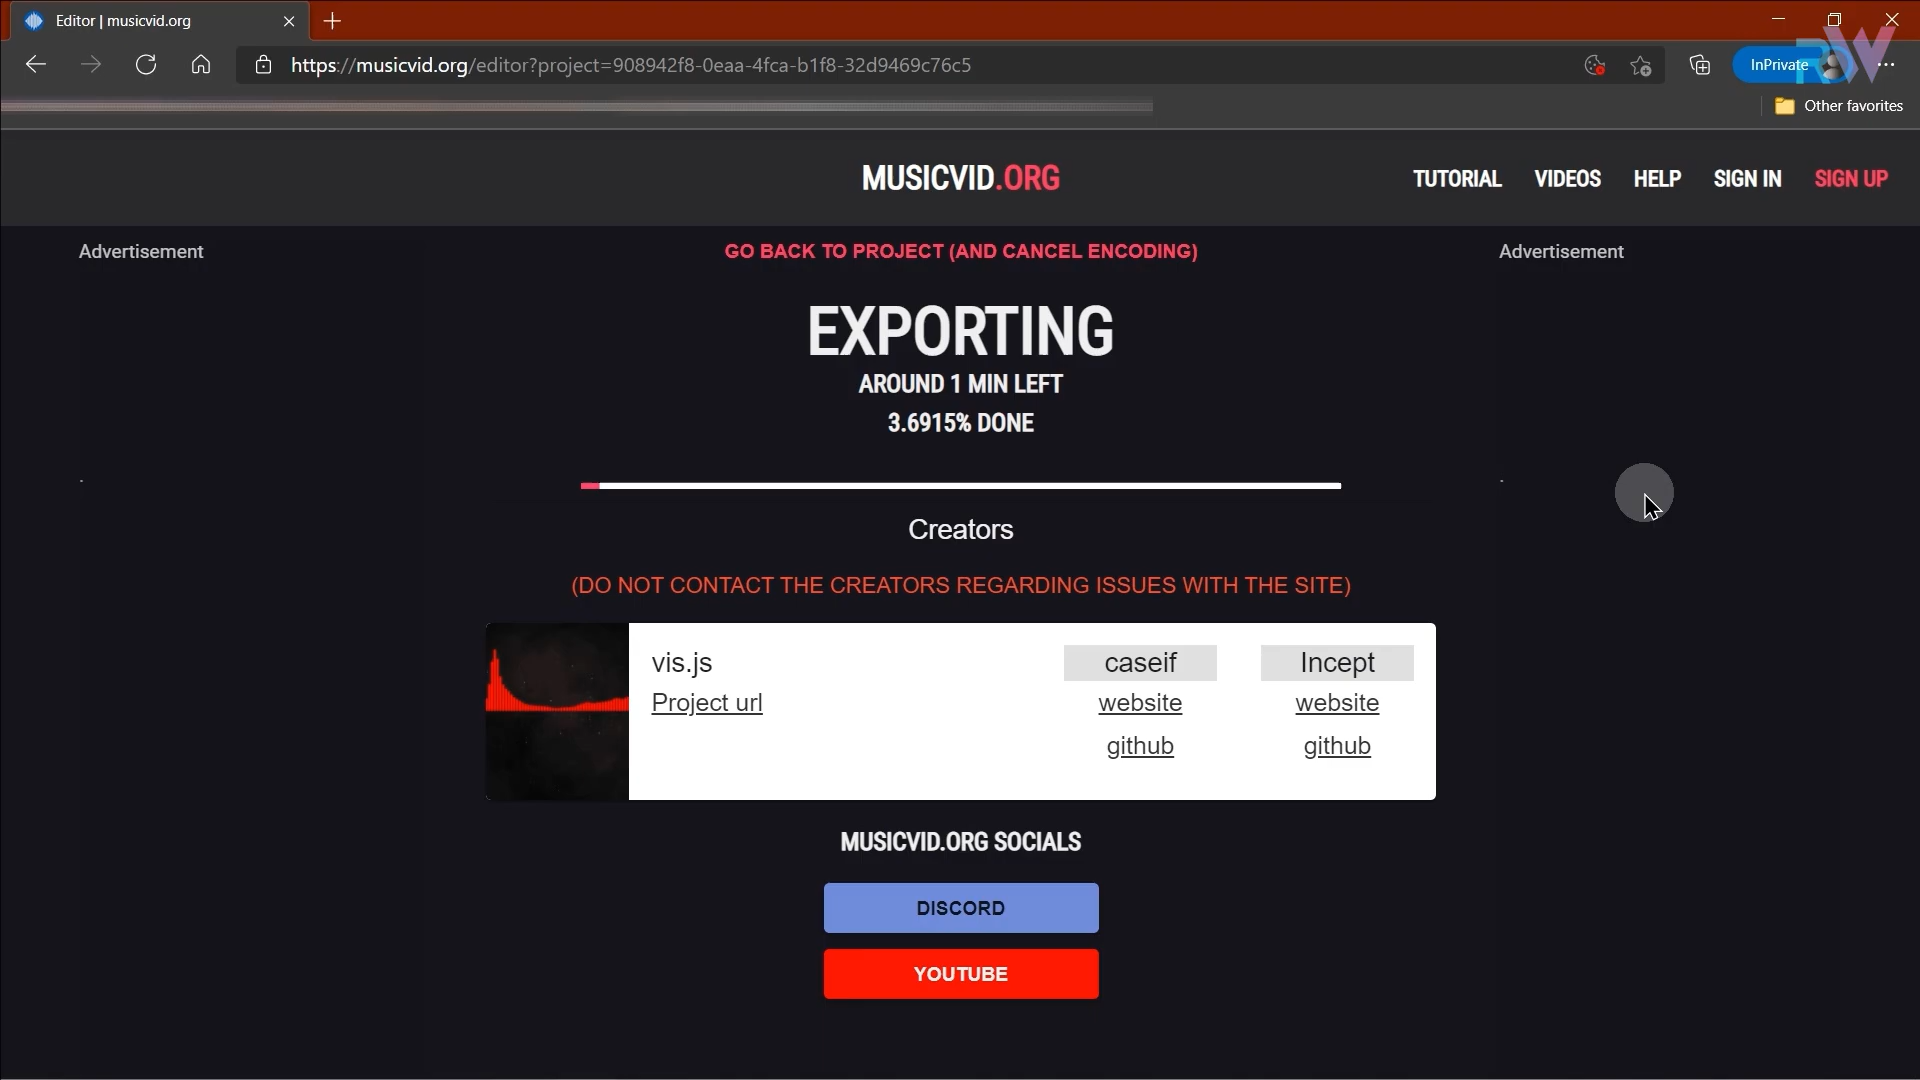 Editor | musicvid.org
https://musicvid.org/editor?project=908942f8-0eaa-4fca-b1f8-32d9469c76c5
InPrivate
RW
Other favorites
MUSICVID.ORG
TUTORIAL VIDEOS HELP SIGN IN SIGN UP
Advertisement
GO BACK TO PROJECT (AND CANCEL ENCODING)
Advertisement
EXPORTING
AROUND 1 MIN LEFT
3.6915% DONE
Creators
(DO NOT CONTACT THE CREATORS REGARDING ISSUES WITH THE SITE)
vis.js
Project url
caseif
website
github
Incept
website
github
MUSICVID.ORG SOCIALS
DISCORD
YOUTUBE